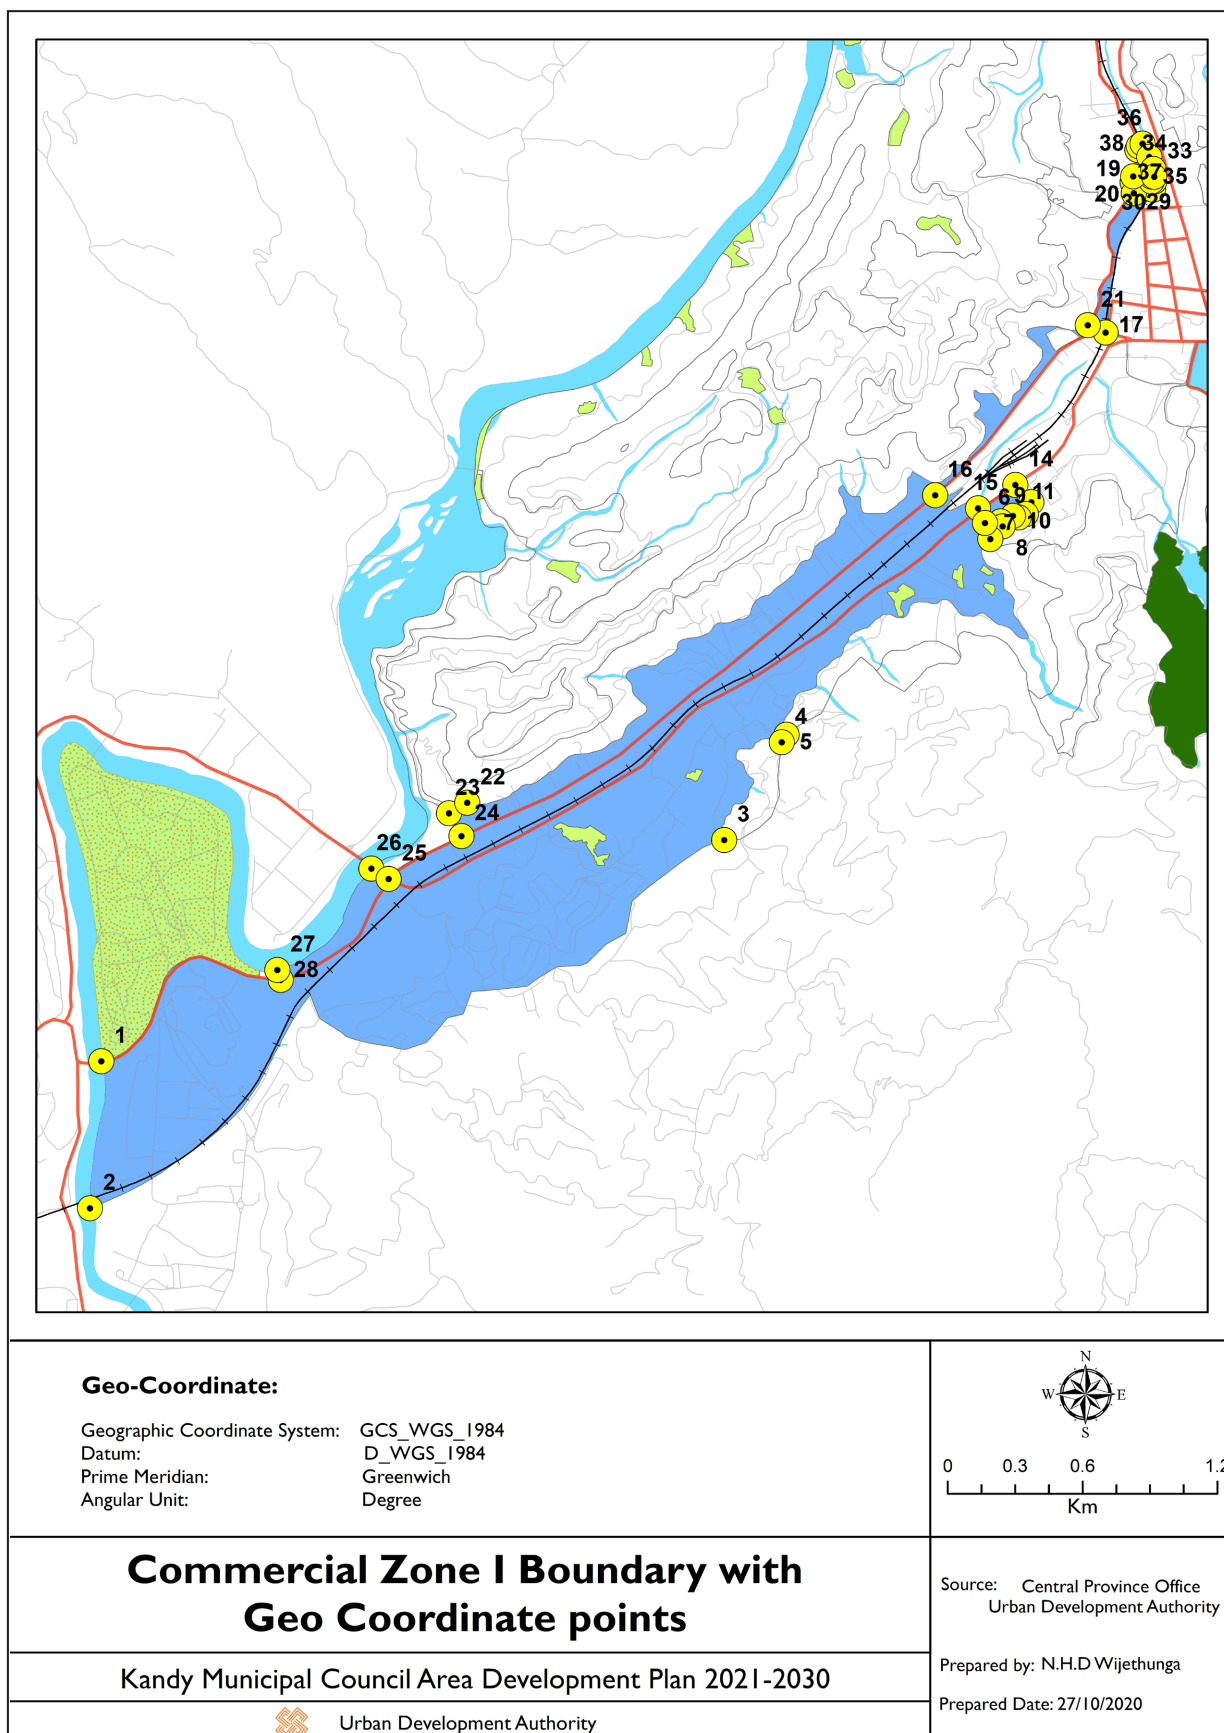 36
38
34
33
19
37
35
20
30
29
21
17
14
16
15
6
9
11
7
10
8
4
5
3
22
23
24
26
25
27
28
1
2
Geo-Coordinate:
Geographic Coordinate System: GCS_WGS_1984
Datum: D_WGS_1984
Prime Meridian: Greenwich
Angular Unit: Degree
N
W E
S
0 0.3 0.6 1.2
Km
Commercial Zone I Boundary with
Geo Coordinate points
Kandy Municipal Council Area Development Plan 2021-2030
Urban Development Authority
Source: Central Province Office
Urban Development Authority
Prepared by: N.H.D Wijethunga
Prepared Date: 27/10/2020